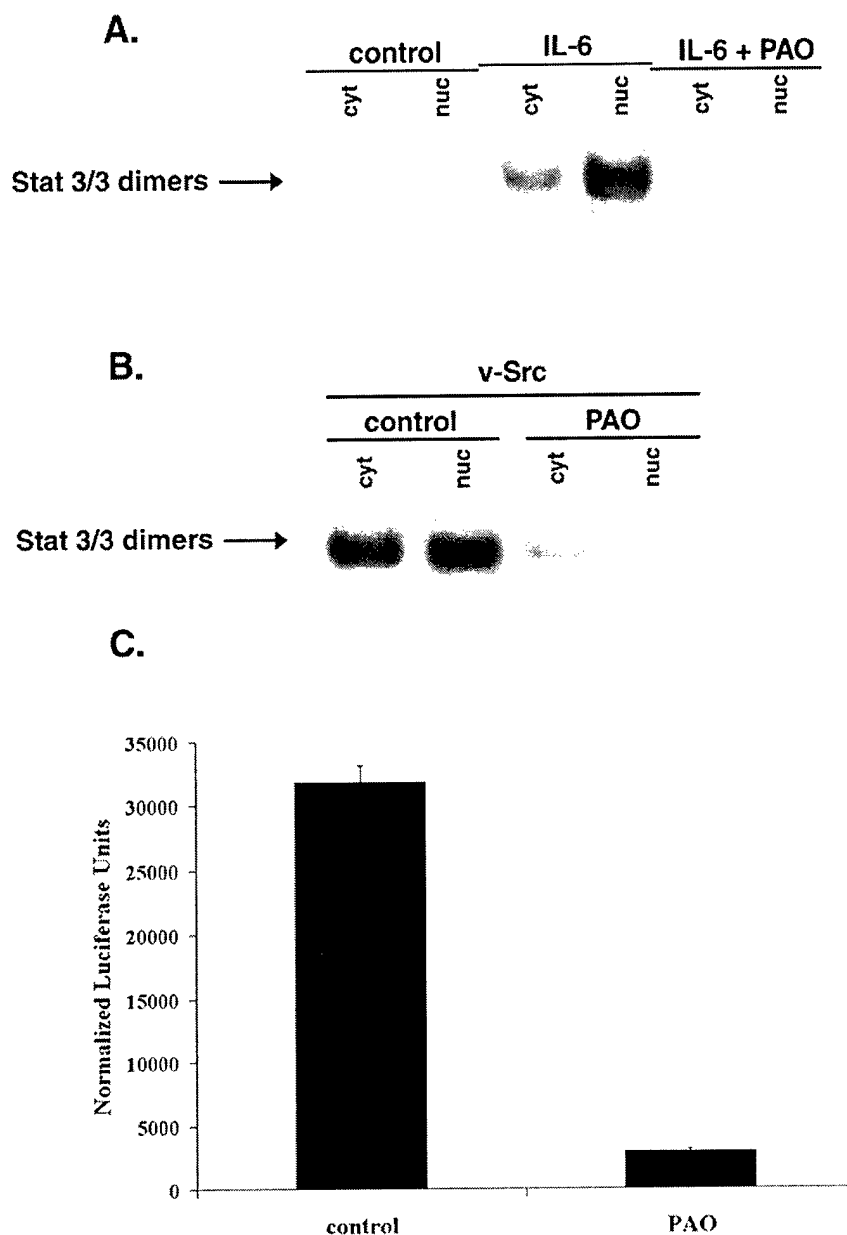 A.
control IL-6 IL-6 + PAO
cyt nuc cyt nuc cyt nuc
Stat 3/3 dimers
B.
v-Src
control PAO
cyt nuc cyt nuc
Stat 3/3 dimers
C.
Normalized Luciferase Units
35000
30000
25000
20000
15000
10000
5000
0
control PAO